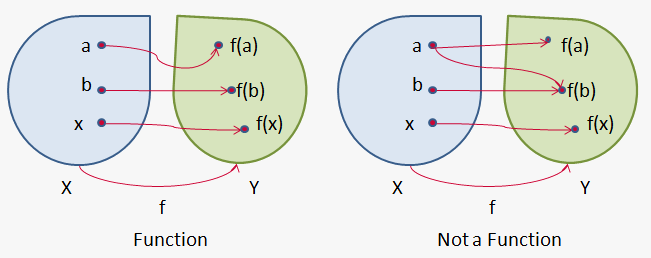 a f(a)
b f(b)
x f(x)
X Y
f
Function
a f(a)
b f(b)
x f(x)
X Y
f
Not a Function